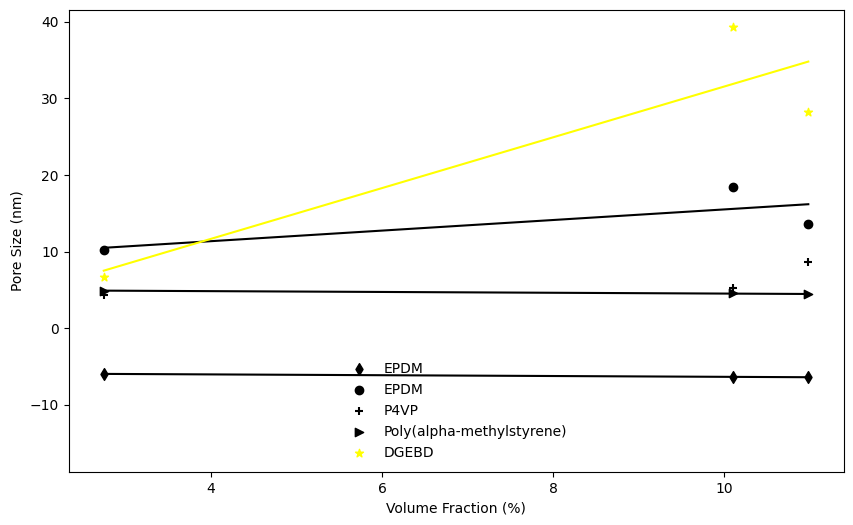 40
30
20
10
0
−10
Pore Size (nm)
EPDM
EPDM
P4VP
Poly(alpha-methylstyrene)
DGEBD
4
6
8
10
Volume Fraction (%)